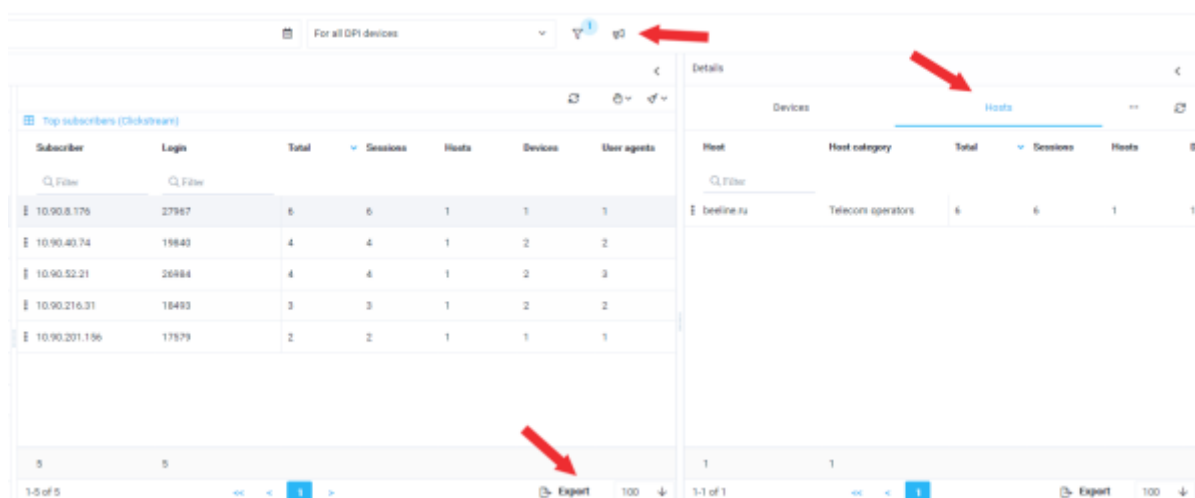 For all DPI devices
1
Details
Devices
Hosts
Top subscribers (Clickstream)
Subscriber Login Total Sessions Hosts Devices User agents
Host Host category Total Sessions Hosts
Filter Filter
Filter
10.90.8.176 27967 6 6 1 1 1
beeline.ru Telecom operators 6 6 1 1
10.90.40.74 19840 4 4 1 2 2
10.90.52.21 26984 4 4 1 2 3
10.90.216.31 18493 3 3 1 2 2
10.90.201.156 17579 2 2 1 1 1
5 5
1 1
1-5 of 5 << < 1 > Export 100
1-1 of 1 << < 1 Export 100